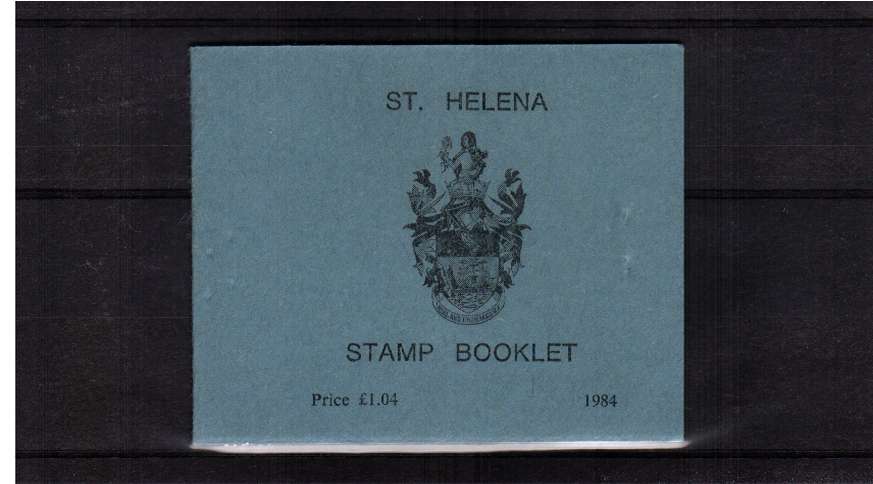 ST. HELENA
STAMP BOOKLET
Price £1.04 1984